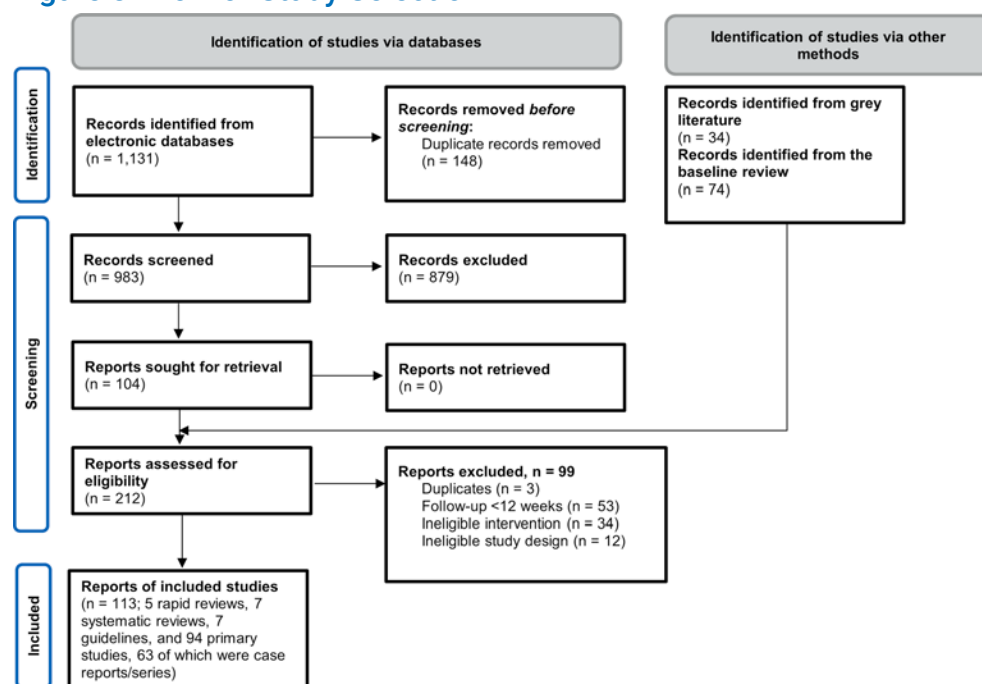 Identification of studies via databases
Identification of studies via other
methods
Identification
Records identified from
electronic databases
(n = 1,131)
Records removed before
screening:
Duplicate records removed
(n = 148)
Records identified from grey
literature
(n = 34)
Records identified from the
baseline review
(n = 74)
Screening
Records screened
(n = 983)
Records excluded
(n = 879)
Reports sought for retrieval
(n = 104)
Reports not retrieved
(n = 0)
Reports assessed for
eligibility
(n = 212)
Reports excluded, n = 99
Duplicates (n = 3)
Follow-up <12 weeks (n = 53)
Ineligible intervention (n = 34)
Ineligible study design (n = 12)
Included
Reports of included studies
(n = 113; 5 rapid reviews, 7
systematic reviews, 7
guidelines, and 94 primary
studies, 63 of which were case
reports/series)